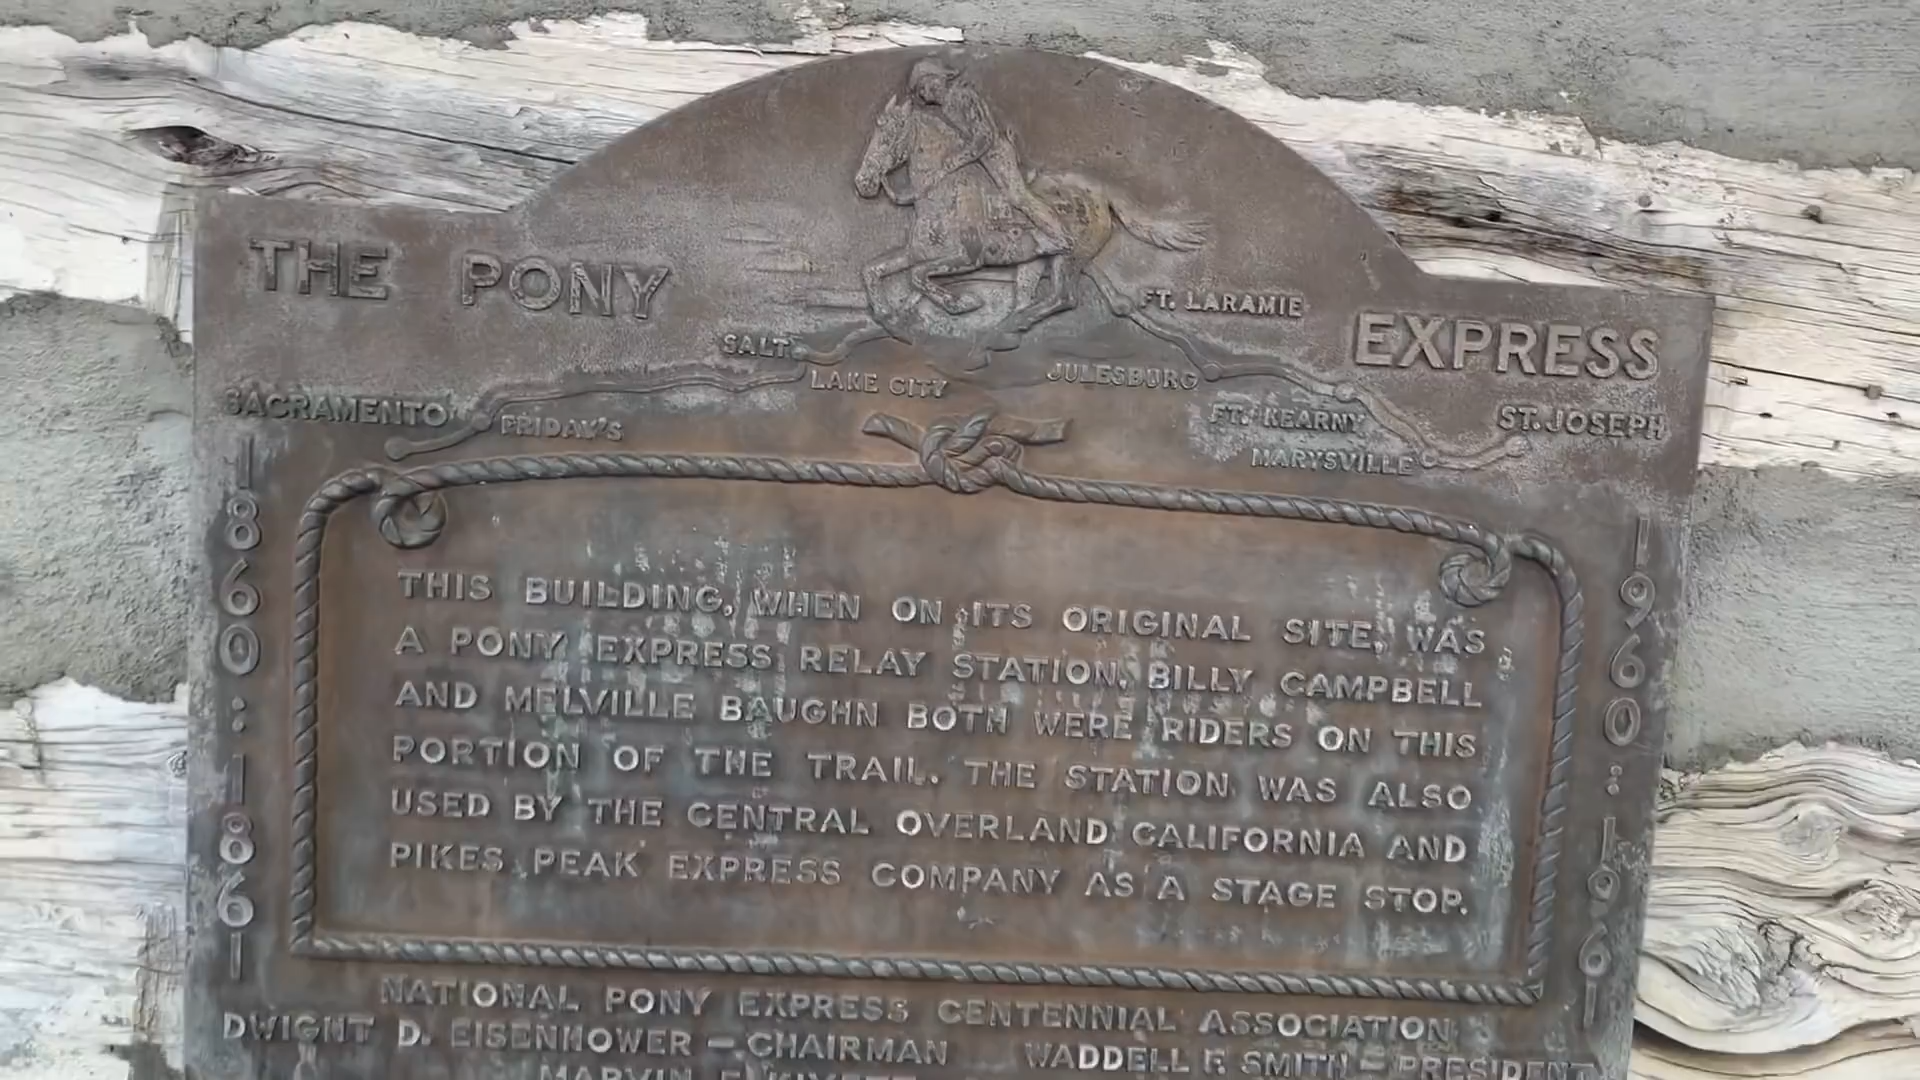 THE PONY EXPRESS
FT. LARAMIE
SALT
LAKE CITY
JULESBURG
SACRAMENTO
FRIDAY'S
FT. KEARNY
ST. JOSEPH
MARYSVILLE
1860:1861
1960:1961
THIS BUILDING, WHEN ON ITS ORIGINAL SITE, WAS
A PONY EXPRESS RELAY STATION. BILLY CAMPBELL
AND MELVILLE BAUGHN BOTH WERE RIDERS ON THIS
PORTION OF THE TRAIL. THE STATION WAS ALSO
USED BY THE CENTRAL OVERLAND CALIFORNIA AND
PIKES PEAK EXPRESS COMPANY AS A STAGE STOP.
NATIONAL PONY EXPRESS CENTENNIAL ASSOCIATION
DWIGHT D. EISENHOWER – CHAIRMAN WADDELL F. SMITH – PRESIDENT